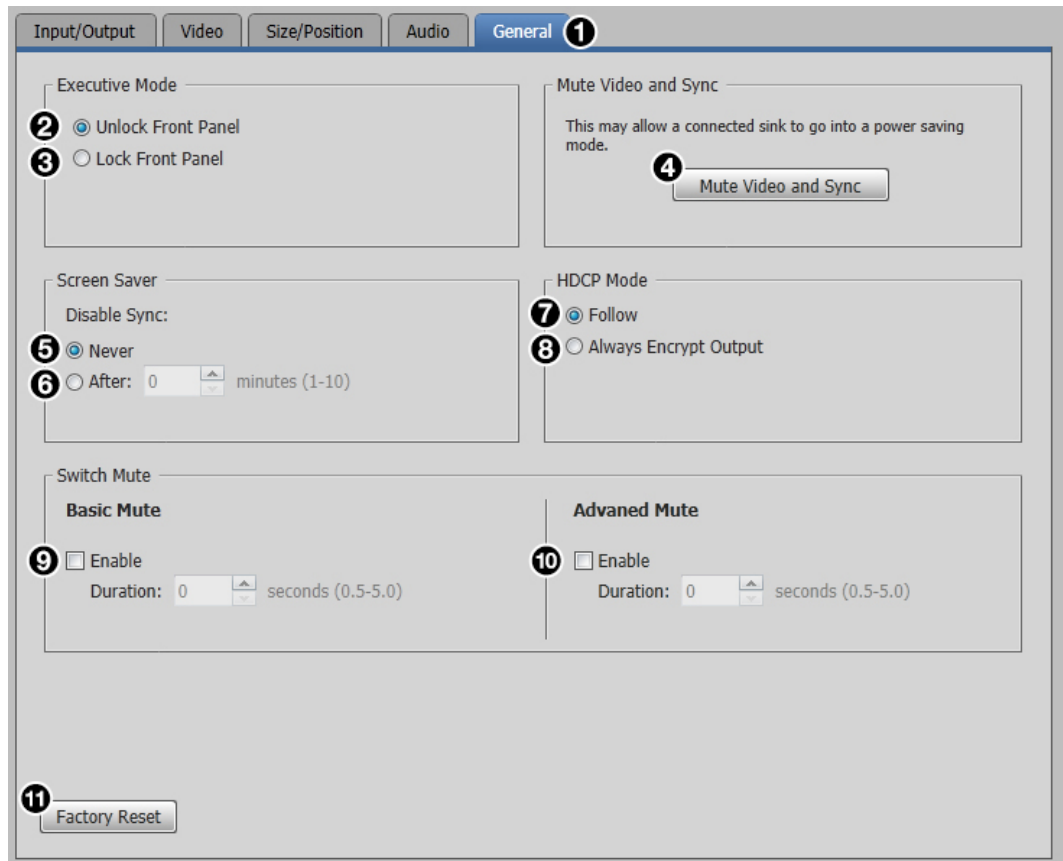 Input/Output Video Size/Position Audio General 1
Executive Mode
2 Unlock Front Panel
3 Lock Front Panel
Mute Video and Sync
This may allow a connected sink to go into a power saving
mode.
4 Mute Video and Sync
Screen Saver
Disable Sync:
5 Never
6 After: 0 minutes (1-10)
HDCP Mode
7 Follow
8 Always Encrypt Output
Switch Mute
Basic Mute
9 Enable
Duration: 0 seconds (0.5-5.0)
Advaned Mute
10 Enable
Duration: 0 seconds (0.5-5.0)
11 Factory Reset